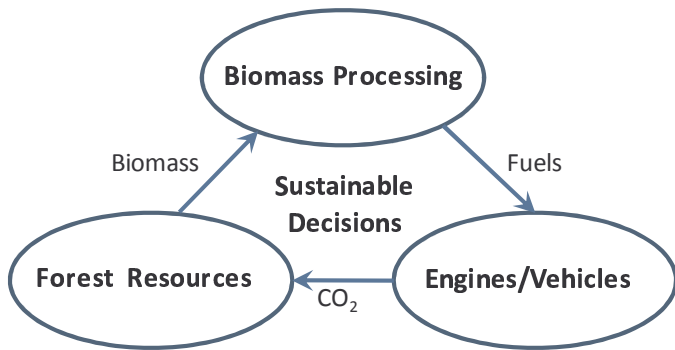 Biomass Processing
Biomass
Fuels
Sustainable
Decisions
Forest Resources
Engines/Vehicles
CO₂